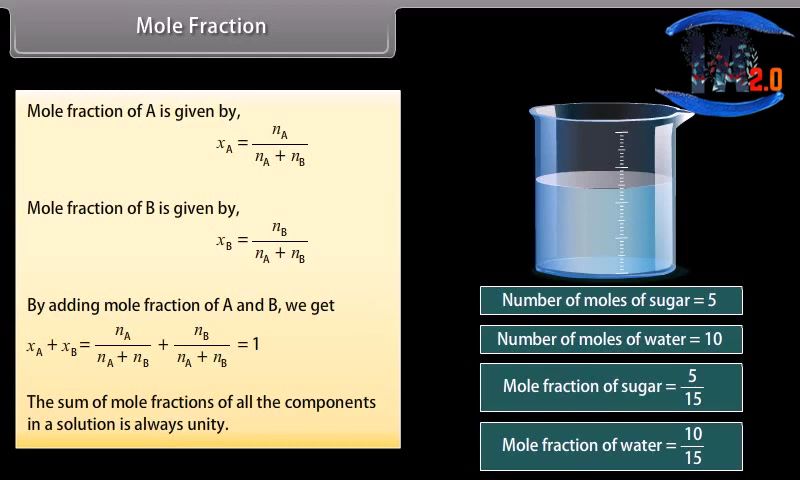 Mole Fraction
IA 2.0
Mole fraction of A is given by,
x_A = n_A / (n_A + n_B)
Mole fraction of B is given by,
x_B = n_B / (n_A + n_B)
By adding mole fraction of A and B, we get
x_A + x_B = n_A / (n_A + n_B) + n_B / (n_A + n_B) = 1
The sum of mole fractions of all the components
in a solution is always unity.
Number of moles of sugar = 5
Number of moles of water = 10
Mole fraction of sugar = 5/15
Mole fraction of water = 10/15